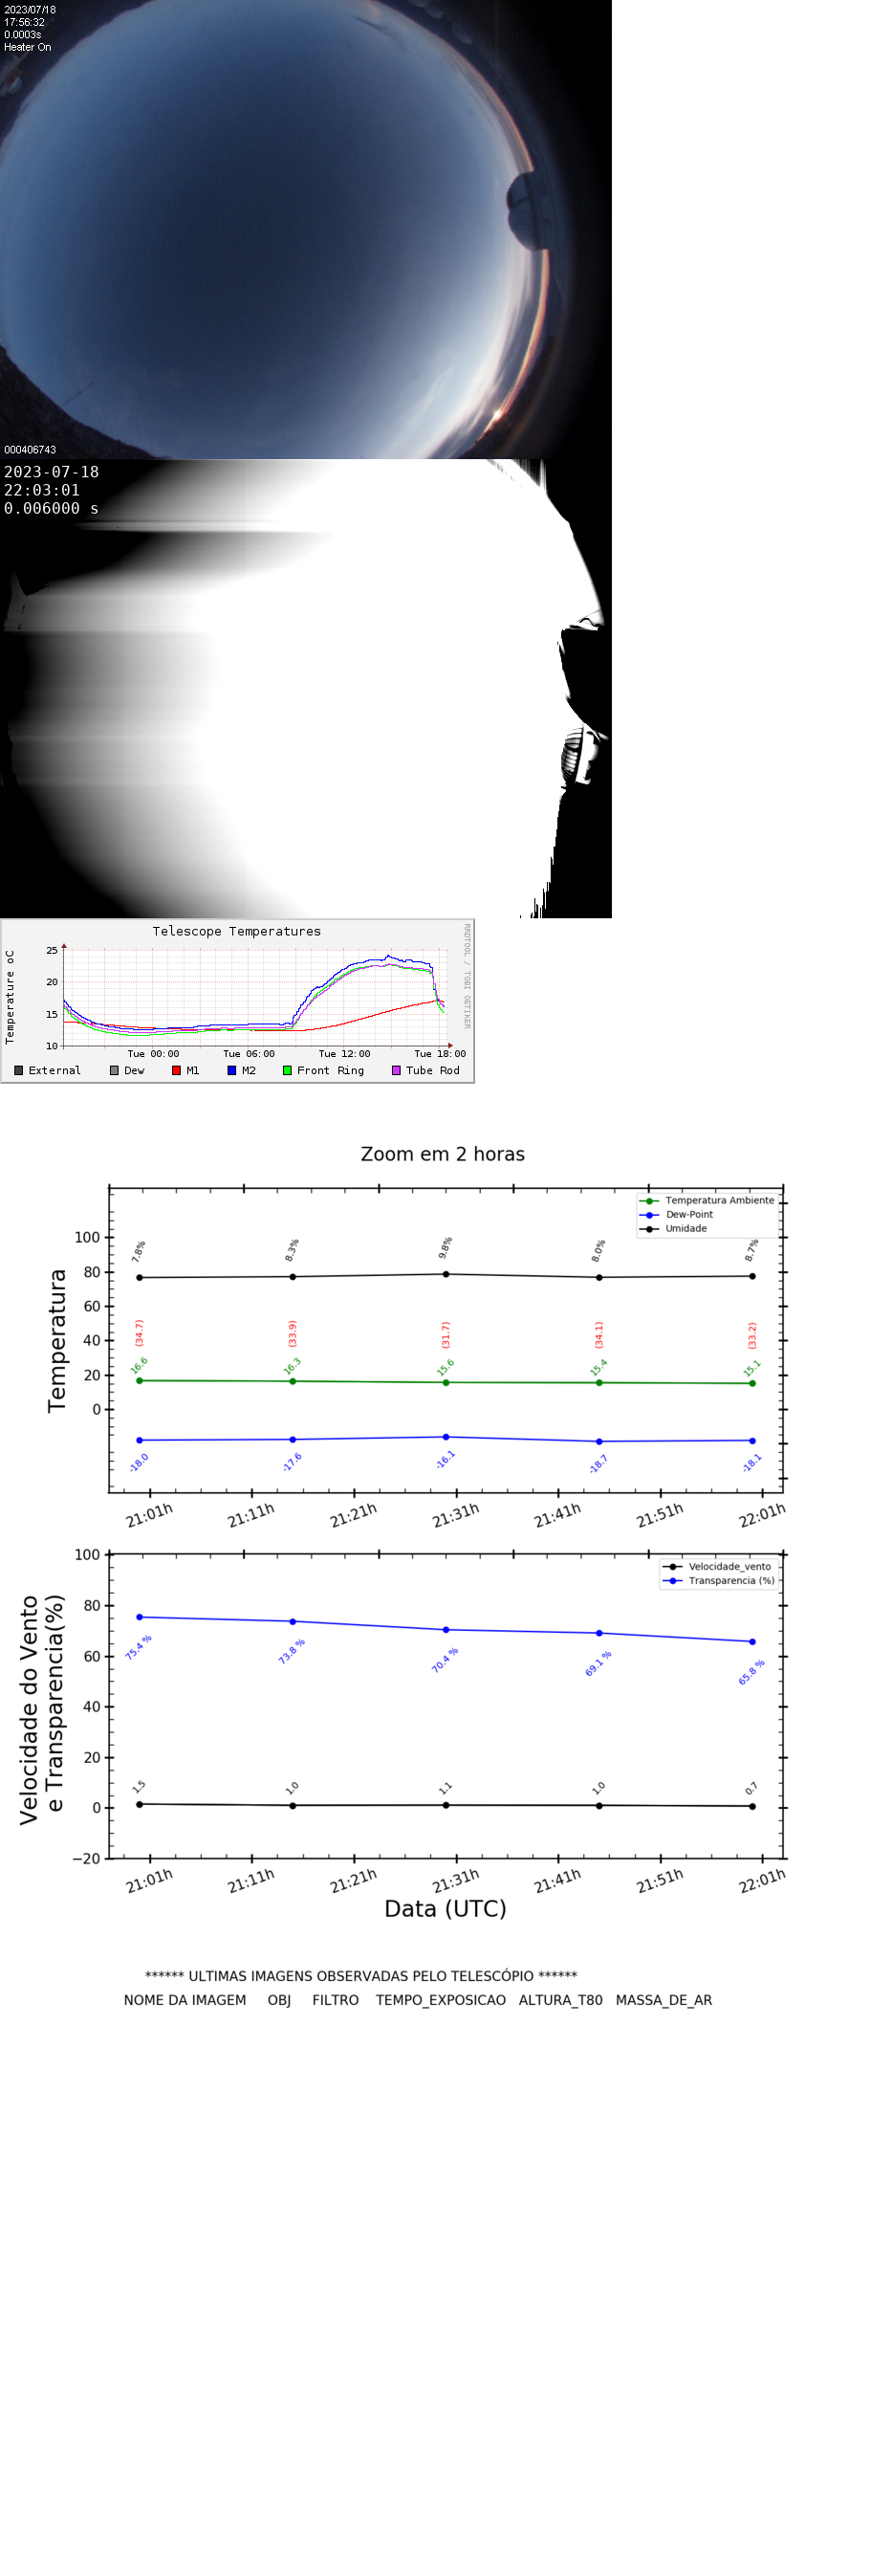 2023/07/18
17:56:32
0.0003s
Heater On
000406743
2023-07-18
22:03:01
0.006000 s
Telescope Temperatures
RRDTOOL / TOBI OETIKER
Temperature oC
25
20
15
10
Tue 00:00 Tue 06:00 Tue 12:00 Tue 18:00
External Dew M1 M2 Front Ring Tube Rod
Zoom em 2 horas
Temperatura
100
80
60
40
20
0
Temperatura Ambiente
Dew-Point
Umidade
7.8% 8.3% 9.8% 8.0% 8.7%
(34.7) (33.9) (31.7) (34.1) (33.2)
16.6 16.3 15.6 15.4 15.1
-18.0 -17.6 -16.1 -18.7 -18.1
21:01h 21:11h 21:21h 21:31h 21:41h 21:51h 22:01h
Velocidade do Vento
e Transparencia(%)
100
80
60
40
20
0
−20
Velocidade_vento
Transparencia (%)
75.4 % 73.8 % 70.4 % 69.1 % 65.8 %
1.5 1.0 1.1 1.0 0.7
21:01h 21:11h 21:21h 21:31h 21:41h 21:51h 22:01h
Data (UTC)
****** ULTIMAS IMAGENS OBSERVADAS PELO TELESCÓPIO ******
NOME DA IMAGEM OBJ FILTRO TEMPO_EXPOSICAO ALTURA_T80 MASSA_DE_AR